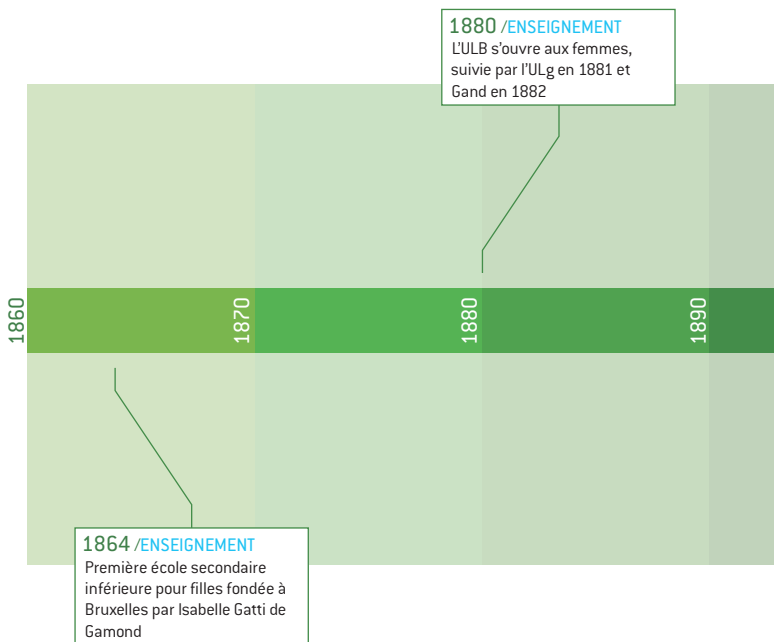 1880 /ENSEIGNEMENT
L'ULB s'ouvre aux femmes,
suivie par l'ULg en 1881 et
Gand en 1882
1860
1870
1880
1890
1864 /ENSEIGNEMENT
Première école secondaire
inférieure pour filles fondée à
Bruxelles par Isabelle Gatti de
Gamond